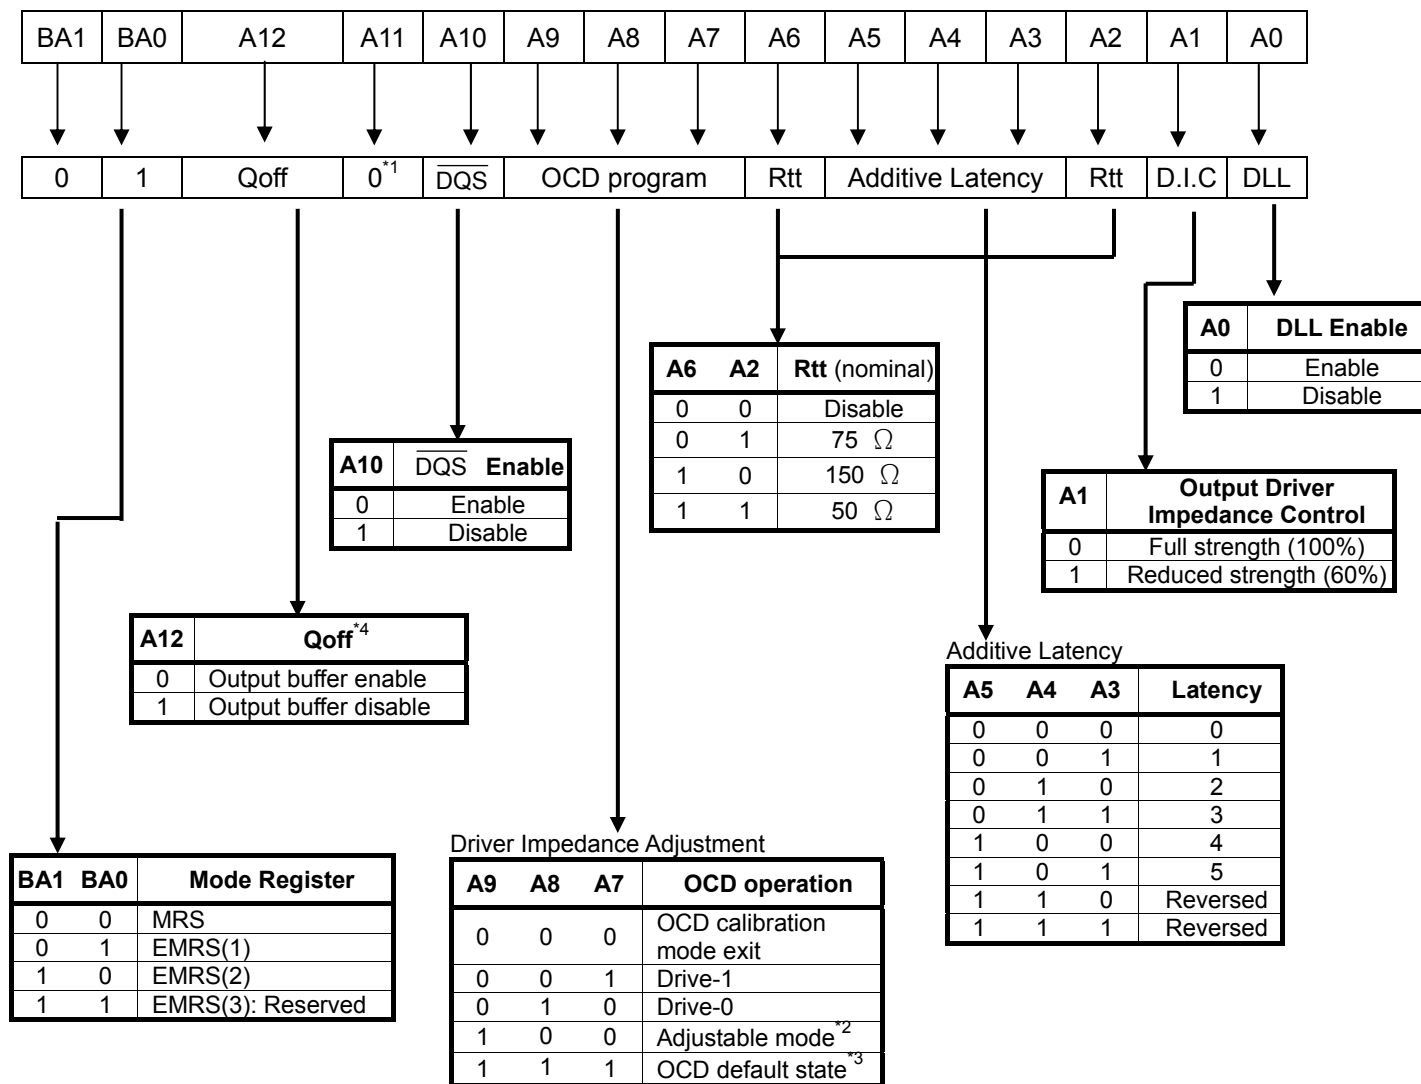 BA1 BA0 A12 A11 A10 A9 A8 A7 A6 A5 A4 A3 A2 A1 A0
0 1 Qoff 0*1 DQS OCD program Rtt Additive Latency Rtt D.I.C DLL
A0 DLL Enable
0 Enable
1 Disable
A6 A2 Rtt (nominal)
0 0 Disable
0 1 75 Ω
1 0 150 Ω
1 1 50 Ω
A10 DQS Enable
0 Enable
1 Disable
A1 Output Driver
Impedance Control
0 Full strength (100%)
1 Reduced strength (60%)
A12 Qoff*4
0 Output buffer enable
1 Output buffer disable
Additive Latency
A5 A4 A3 Latency
0 0 0 0
0 0 1 1
0 1 0 2
0 1 1 3
1 0 0 4
1 0 1 5
1 1 0 Reversed
1 1 1 Reversed
BA1 BA0 Mode Register
0 0 MRS
0 1 EMRS(1)
1 0 EMRS(2)
1 1 EMRS(3): Reserved
Driver Impedance Adjustment
A9 A8 A7 OCD operation
0 0 0 OCD calibration
mode exit
0 0 1 Drive-1
0 1 0 Drive-0
1 0 0 Adjustable mode*2
1 1 1 OCD default state*3